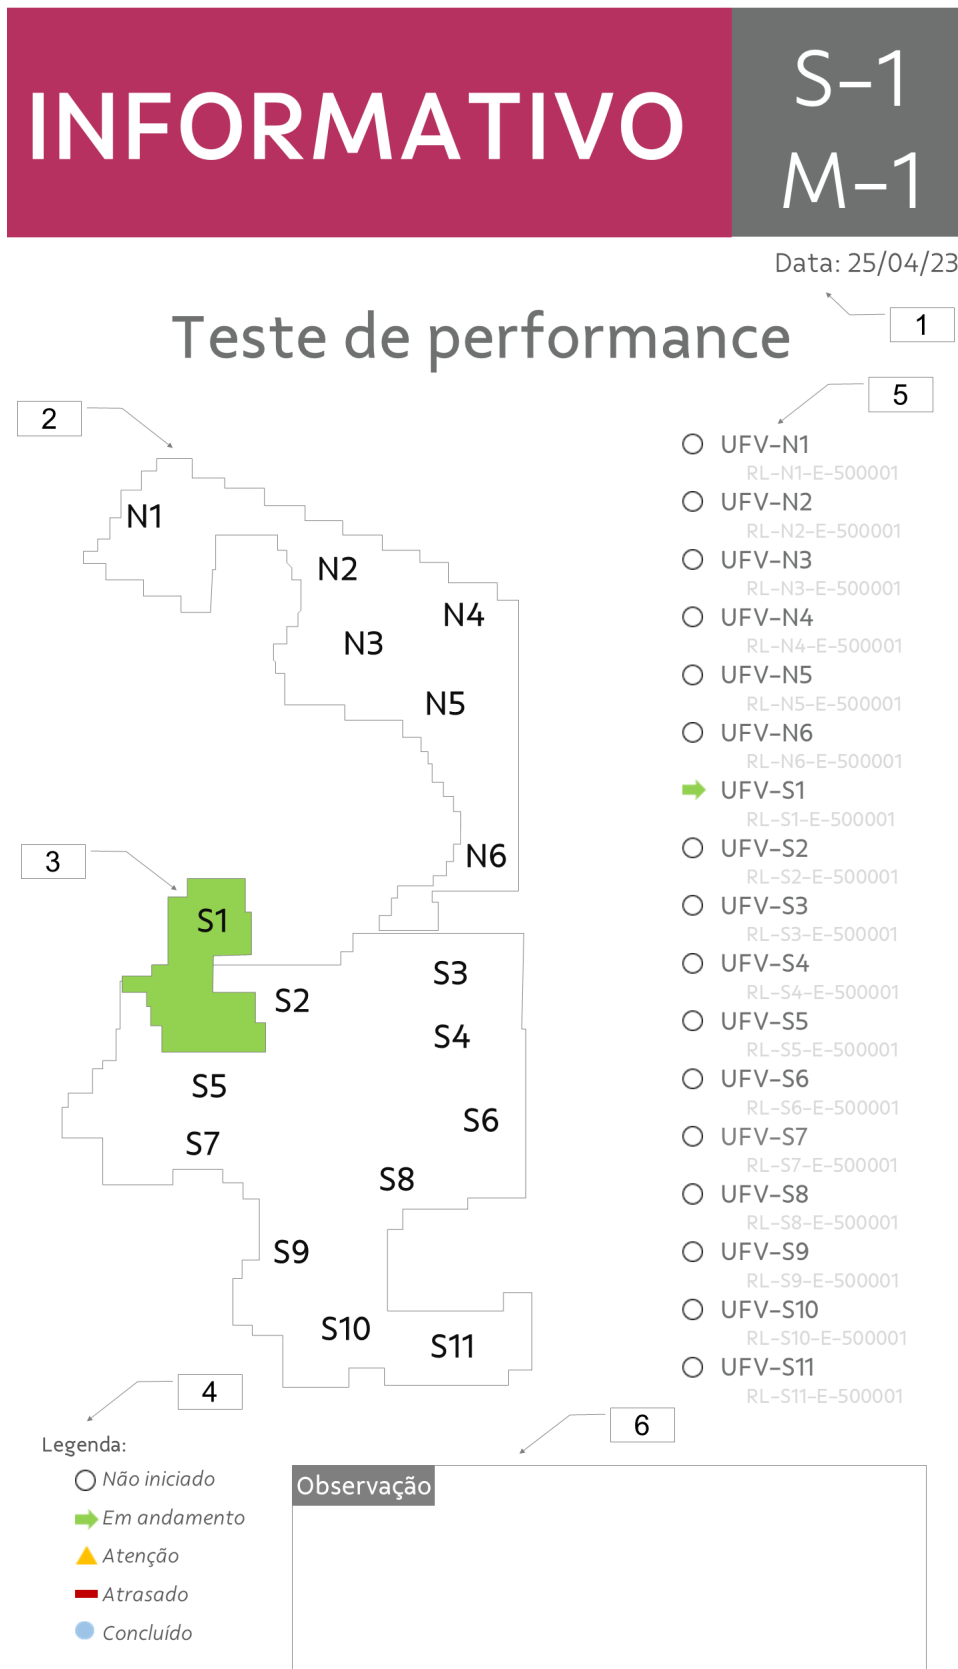 INFORMATIVO
S-1
M-1
Data: 25/04/23
1
Teste de performance
2
5
N1
N2
N3
N4
N5
N6
3
S1
S2
S3
S4
S5
S6
S7
S8
S9
S10
S11
UFV-N1
RL-N1-E-500001
UFV-N2
RL-N2-E-500001
UFV-N3
RL-N3-E-500001
UFV-N4
RL-N4-E-500001
UFV-N5
RL-N5-E-500001
UFV-N6
RL-N6-E-500001
UFV-S1
RL-S1-E-500001
UFV-S2
RL-S2-E-500001
UFV-S3
RL-S3-E-500001
UFV-S4
RL-S4-E-500001
UFV-S5
RL-S5-E-500001
UFV-S6
RL-S6-E-500001
UFV-S7
RL-S7-E-500001
UFV-S8
RL-S8-E-500001
UFV-S9
RL-S9-E-500001
UFV-S10
RL-S10-E-500001
UFV-S11
RL-S11-E-500001
4
Legenda:
Não iniciado
Em andamento
Atenção
Atrasado
Concluído
6
Observação